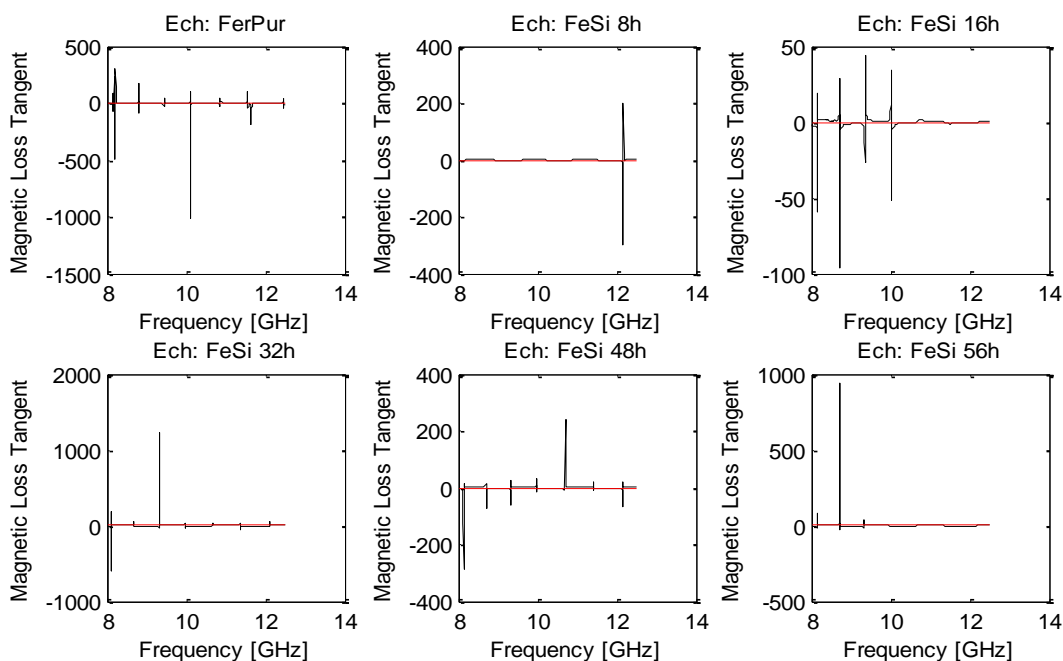 Ech: FerPur
Magnetic Loss Tangent
500
0
-500
-1000
-1500
8
10
12
14
Frequency [GHz]
Ech: FeSi 8h
Magnetic Loss Tangent
400
200
0
-200
-400
8
10
12
14
Frequency [GHz]
Ech: FeSi 16h
Magnetic Loss Tangent
50
0
-50
-100
8
10
12
14
Frequency [GHz]
Ech: FeSi 32h
Magnetic Loss Tangent
2000
1000
0
-1000
8
10
12
14
Frequency [GHz]
Ech: FeSi 48h
Magnetic Loss Tangent
400
200
0
-200
-400
8
10
12
14
Frequency [GHz]
Ech: FeSi 56h
Magnetic Loss Tangent
1000
500
0
-500
8
10
12
14
Frequency [GHz]